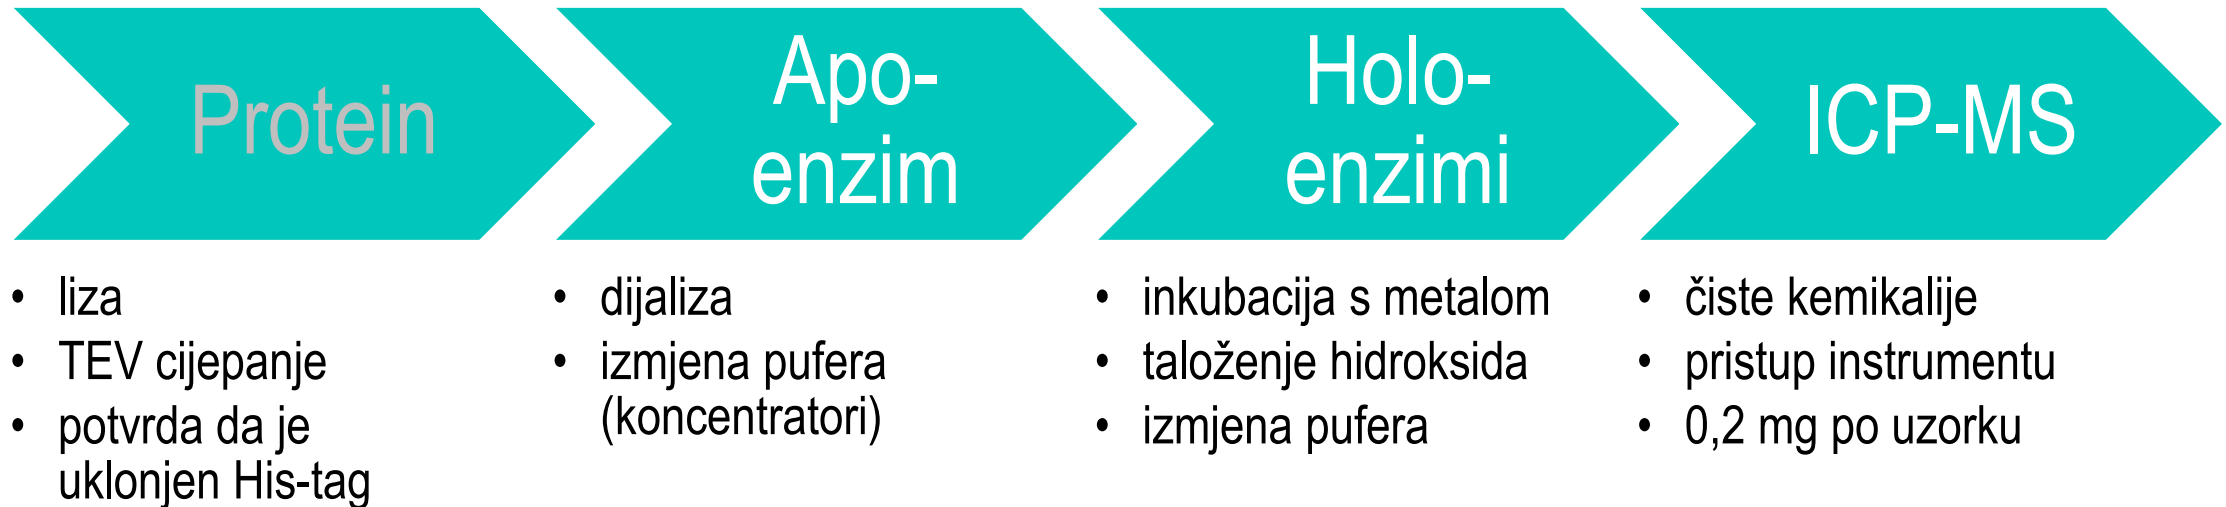 Protein
Apo-
enzim
Holo-
enzimi
ICP-MS
• liza
• TEV cijepanje
• potvrda da je
uklonjen His-tag
• dijaliza
• izmjena pufera
(koncentratori)
• inkubacija s metalom
• taloženje hidroksida
• izmjena pufera
• čiste kemikalije
• pristup instrumentu
• 0,2 mg po uzorku